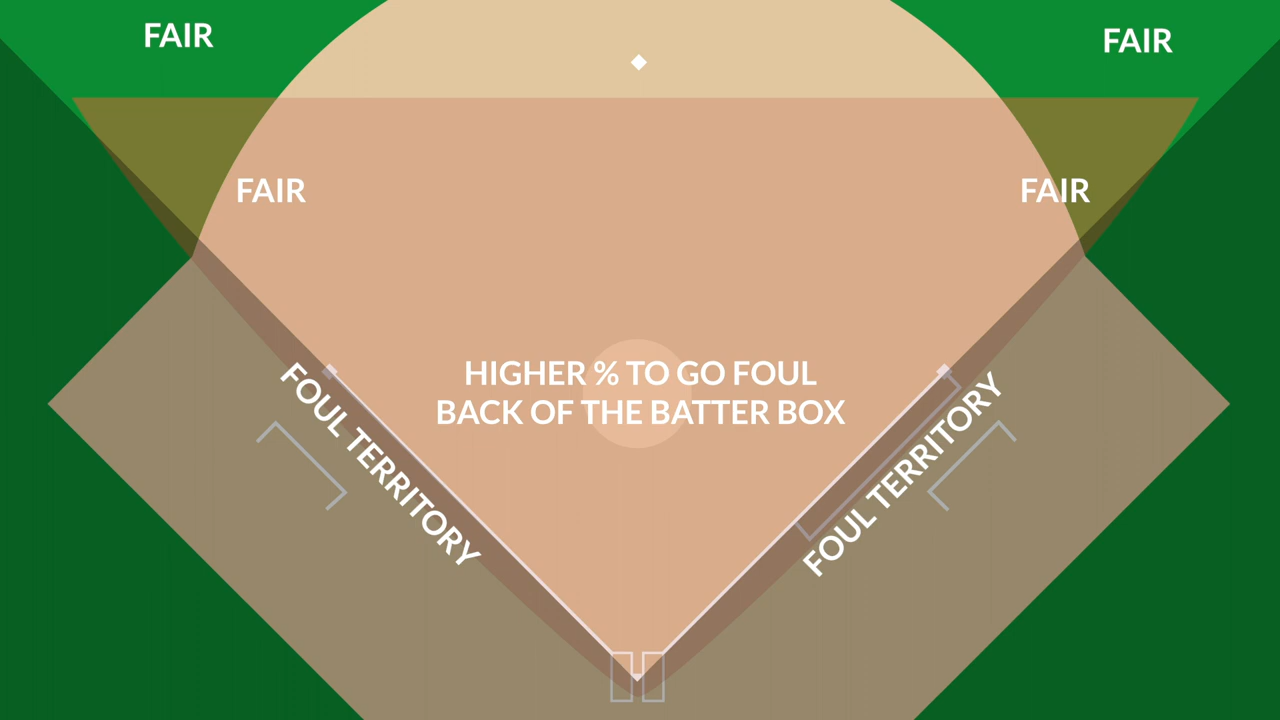 FAIR
FAIR
FAIR
FAIR
HIGHER % TO GO FOUL
BACK OF THE BATTER BOX
FOUL TERRITORY
FOUL TERRITORY